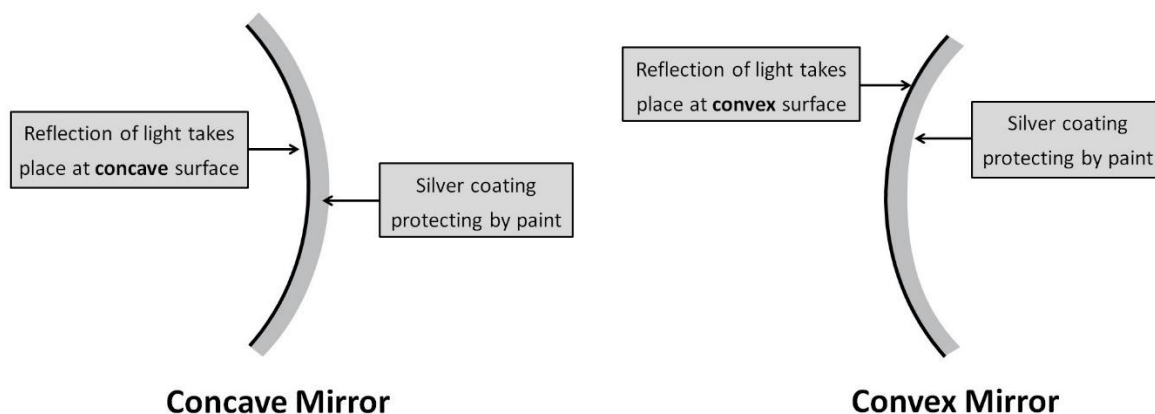 Reflection of light takes
place at concave surface
Silver coating
protecting by paint
Concave Mirror
Reflection of light takes
place at convex surface
Silver coating
protecting by paint
Convex Mirror